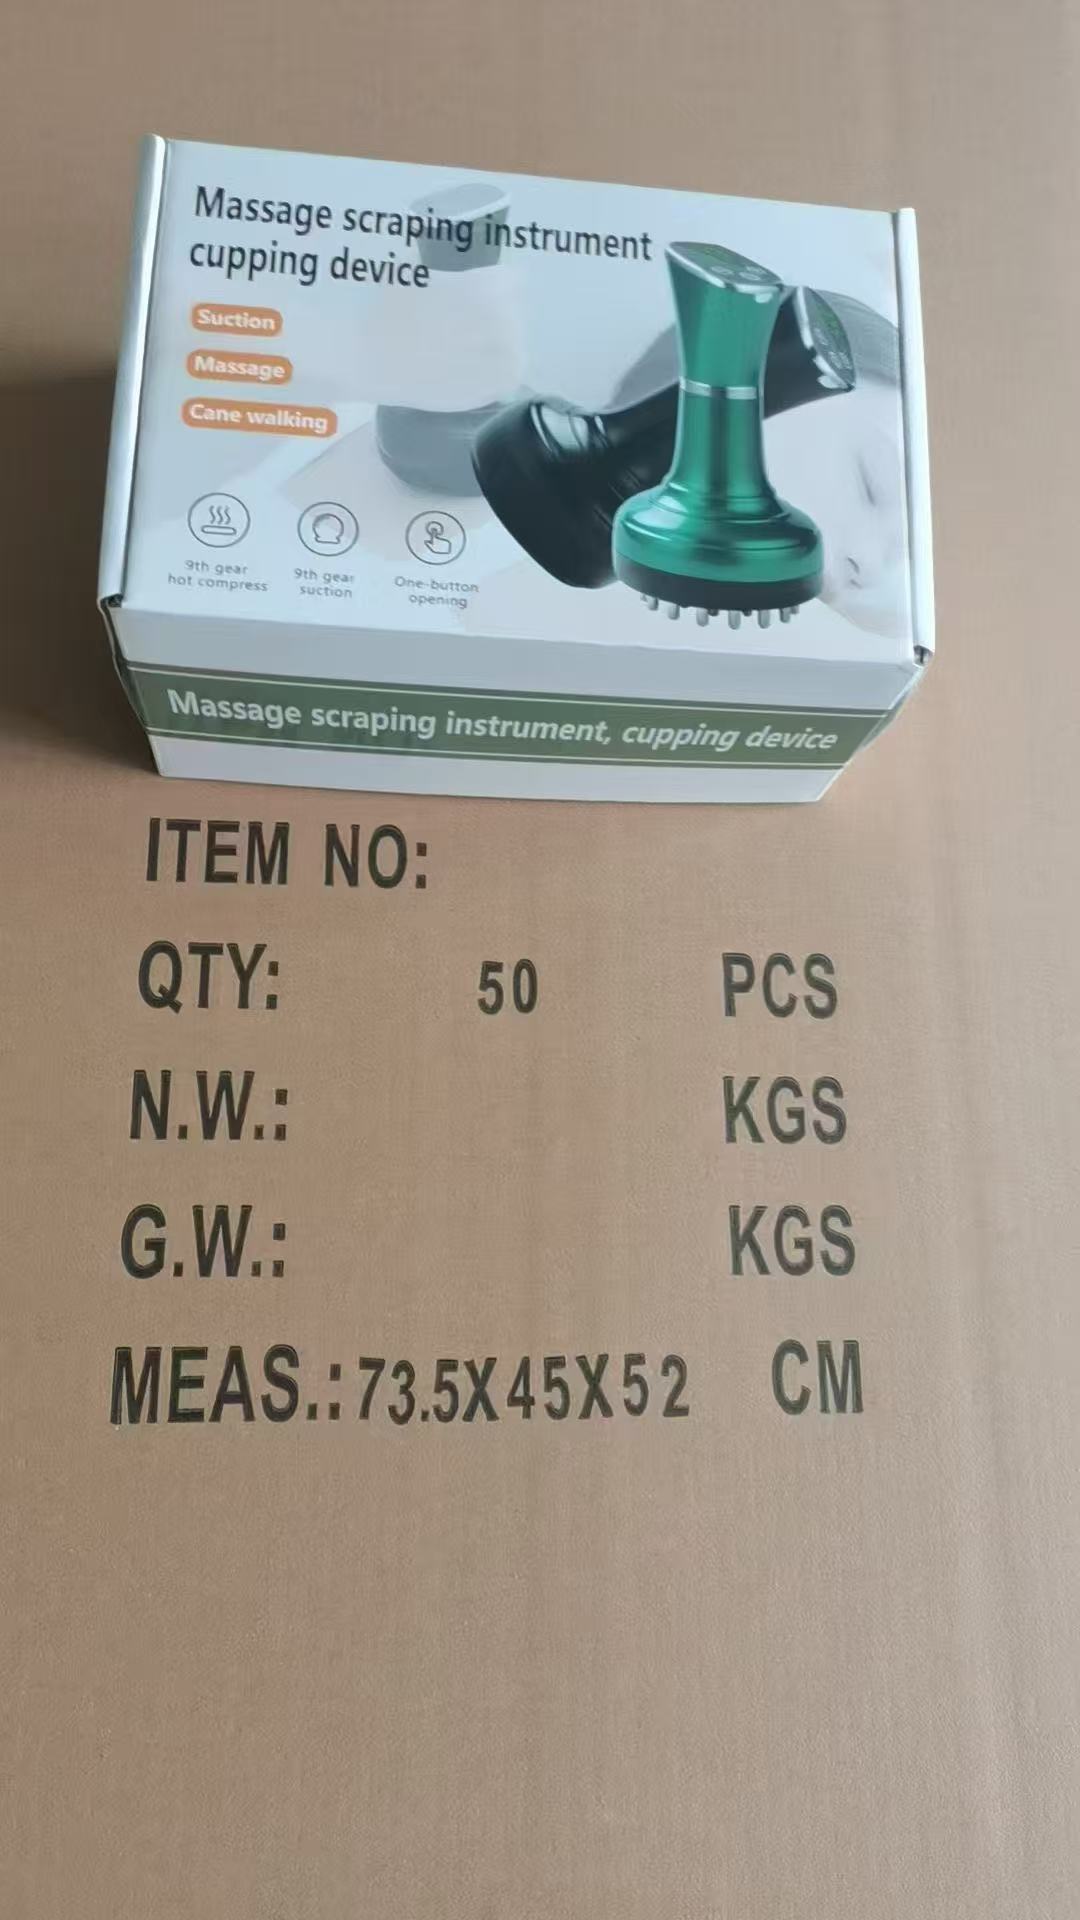 Massage scraping instrument
cupping device
Suction
Massage
Cane walking
9th gear
hot compress
9th gear
suction
One-button
opening
Massage scraping instrument, cupping device
ITEM NO:
QTY: 50 PCS
N.W.: KGS
G.W.: KGS
MEAS.:73.5X45X52 CM